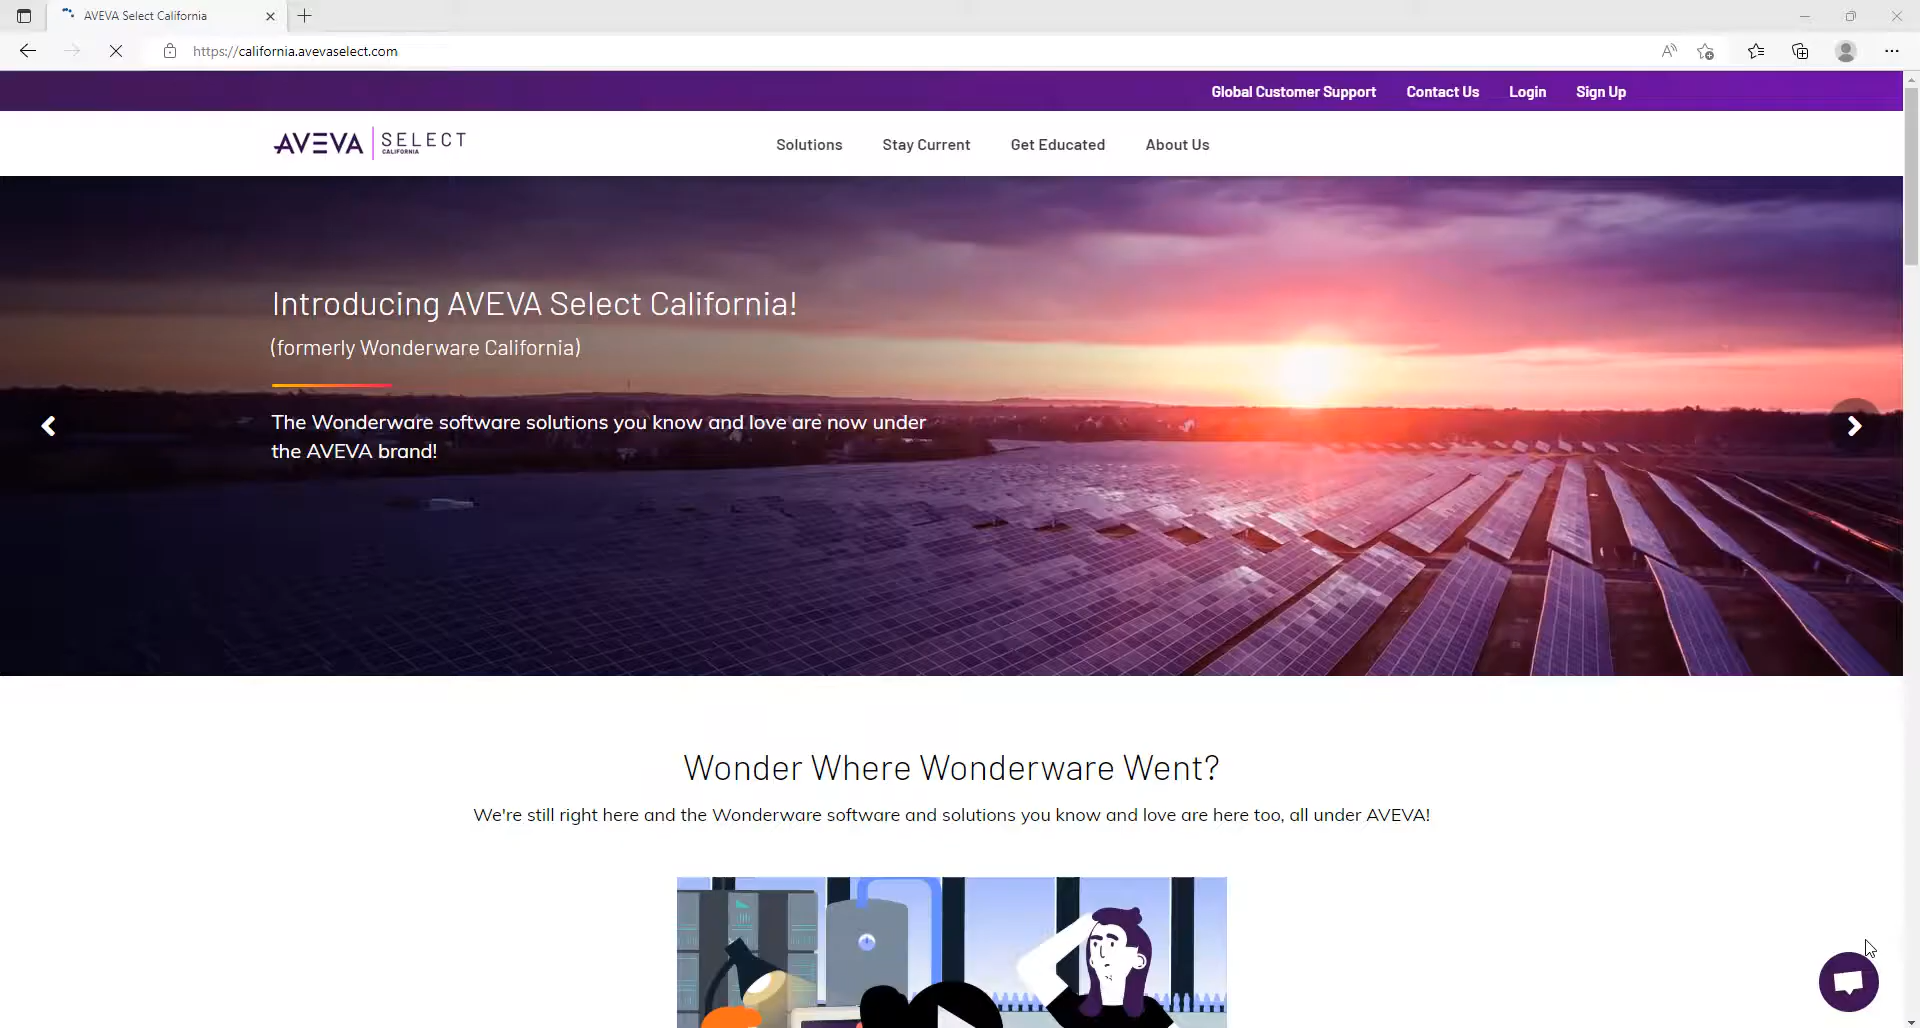 AVEVA Select California
https://california.avevaselect.com
Global Customer Support Contact Us Login Sign Up
AVEVA SELECT
CALIFORNIA
Solutions Stay Current Get Educated About Us
Introducing AVEVA Select California!
(formerly Wonderware California)
The Wonderware software solutions you know and love are now under
the AVEVA brand!
Wonder Where Wonderware Went?
We're still right here and the Wonderware software and solutions you know and love are here too, all under AVEVA!